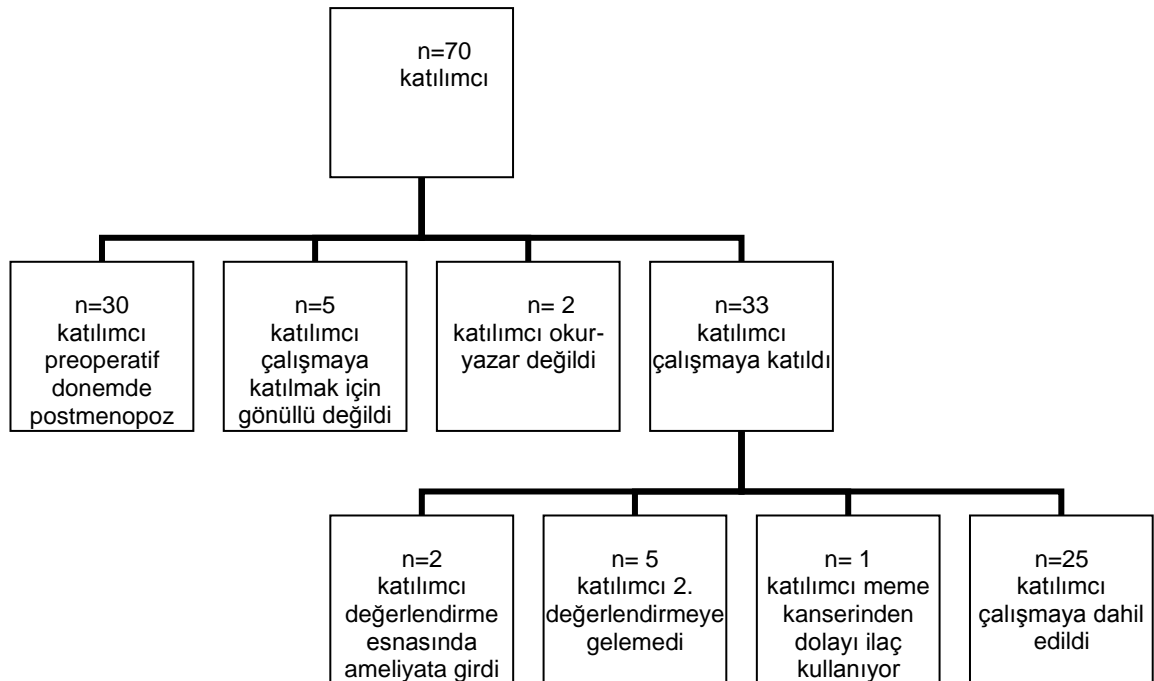 n=70
katılımcı
n=30
katılımcı
preoperatif
donemde
postmenopoz
n=5
katılımcı
çalışmaya
katılmak için
gönüllü değildi
n= 2
katılımcı okur-
yazar değildi
n=33
katılımcı
çalışmaya katıldı
n=2
katılımcı
değerlendirme
esnasında
ameliyata girdi
n= 5
katılımcı 2.
değerlendirmeye
gelemedi
n= 1
katılımcı meme
kanserinden
dolayı ilaç
kullanıyor
n=25
katılımcı
çalışmaya dahil
edildi